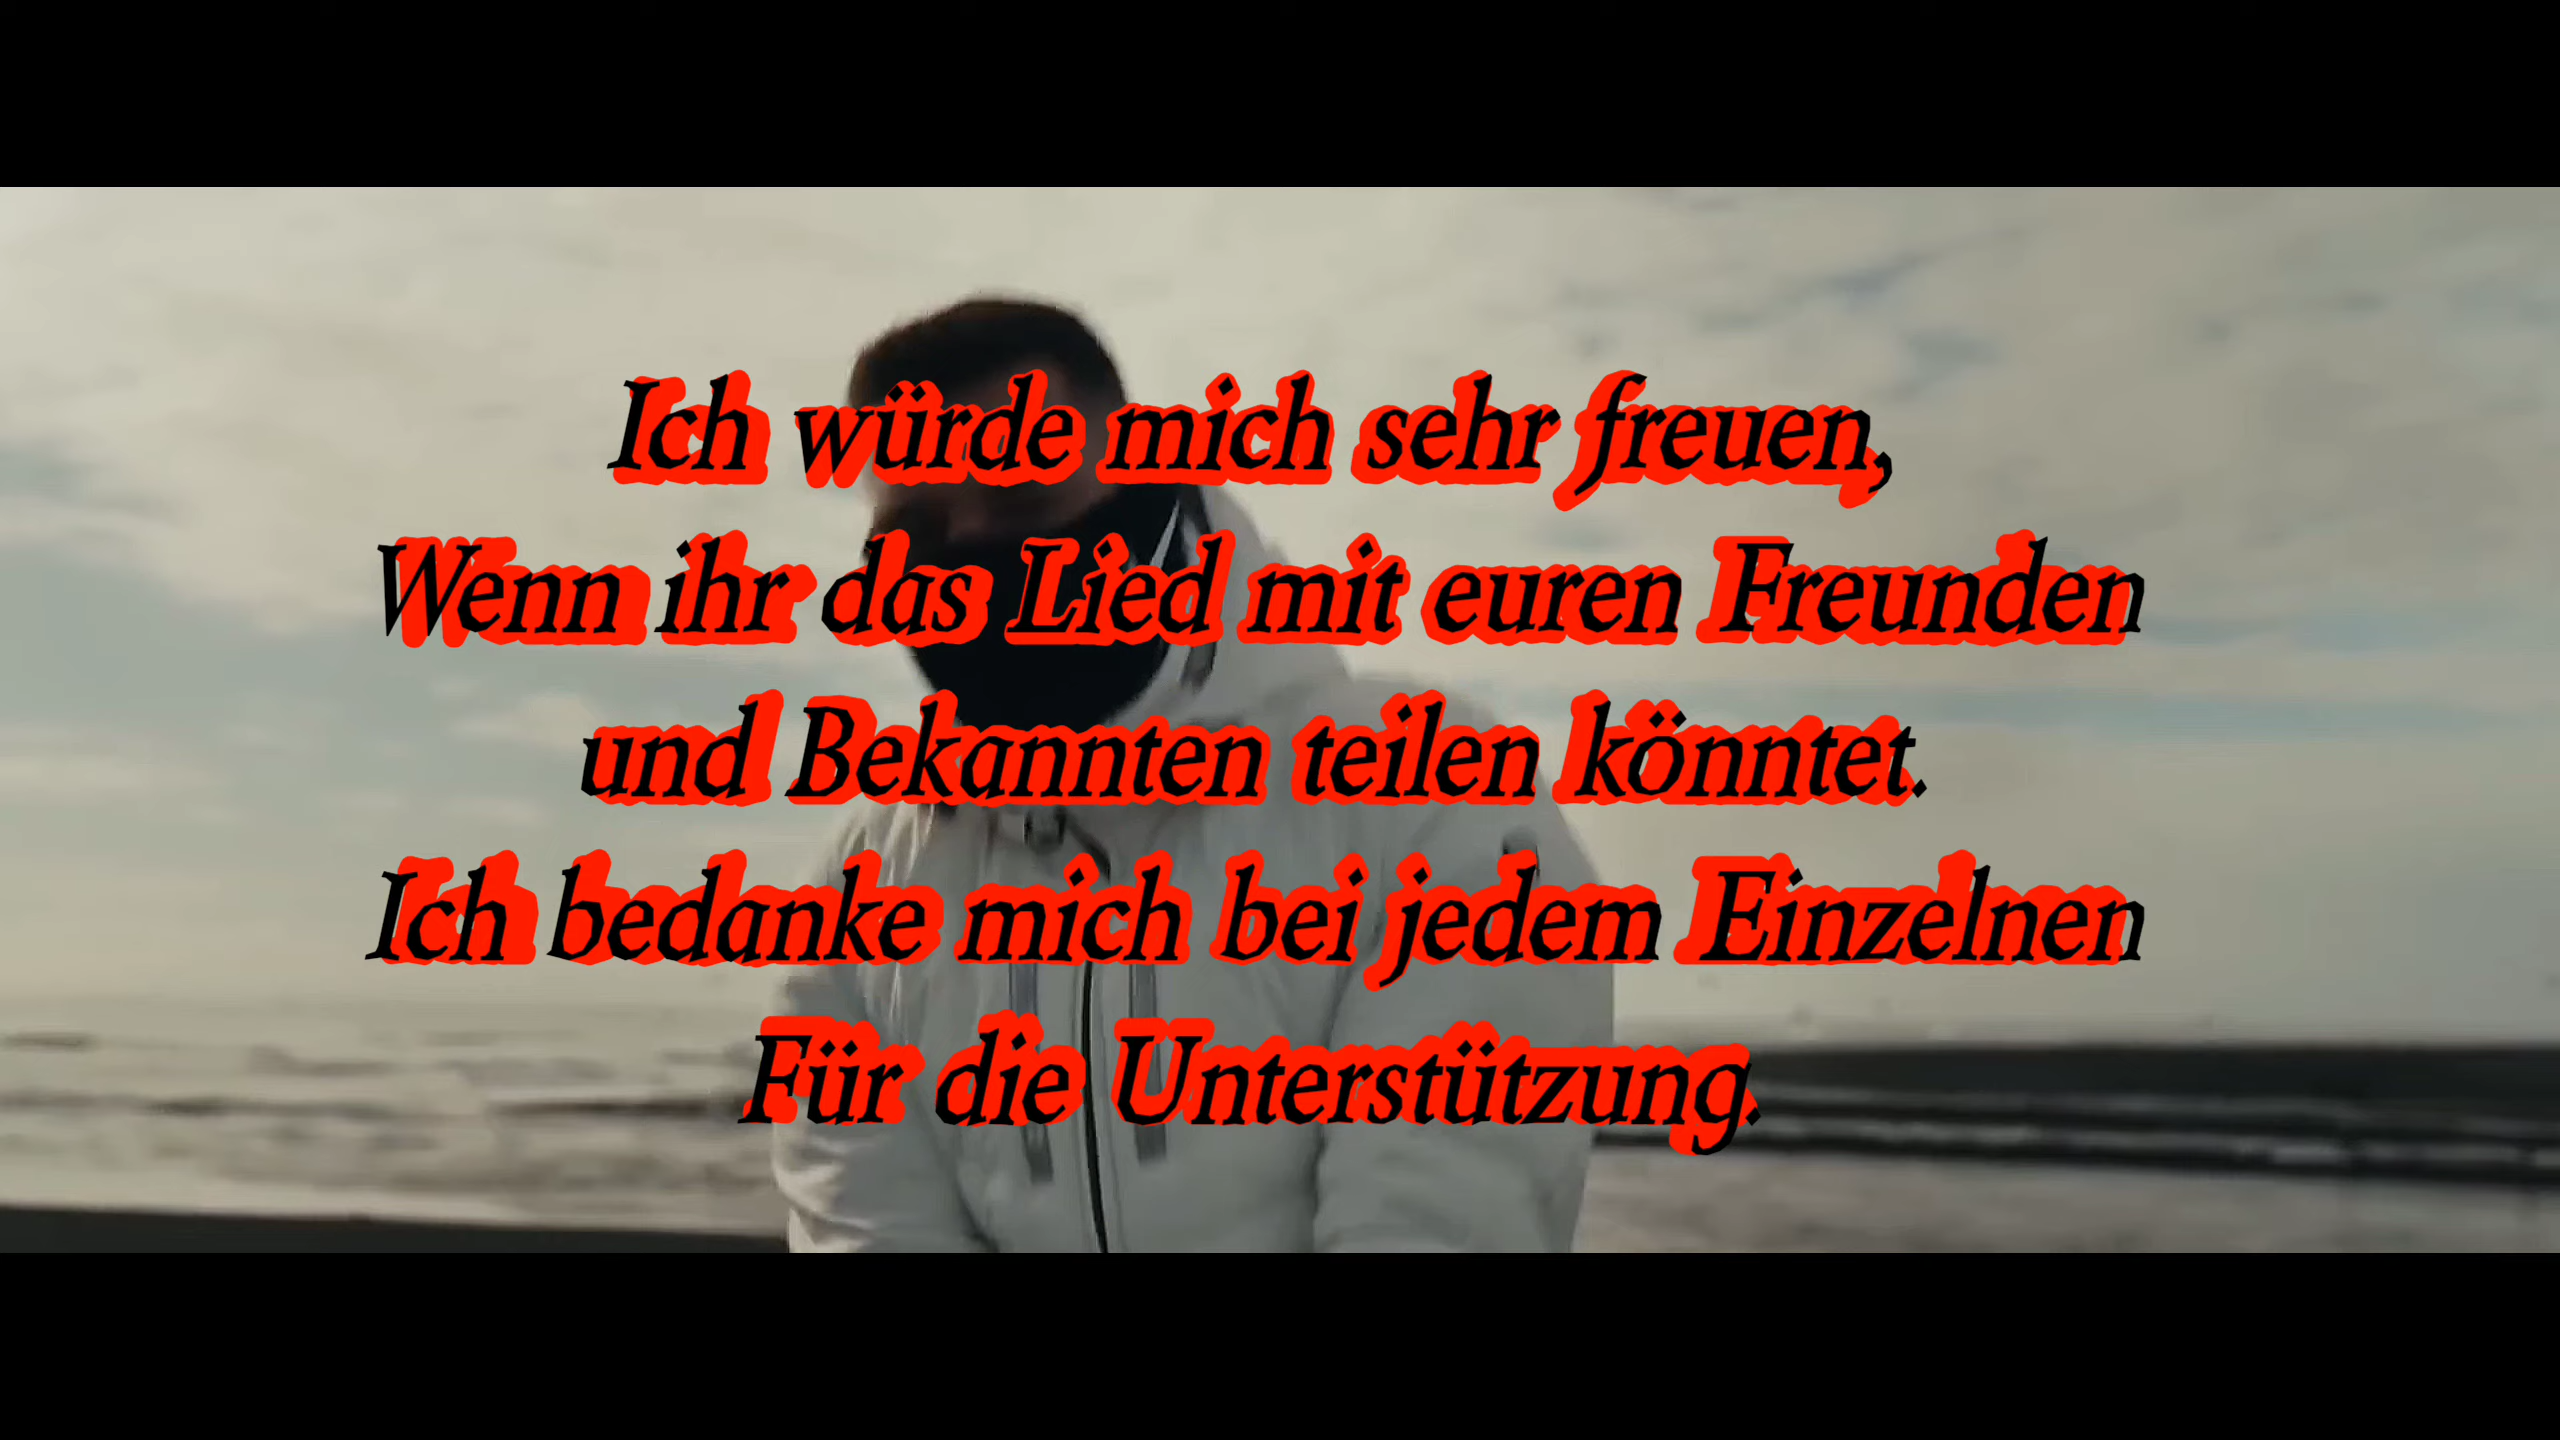 Ich würde mich sehr freuen,
Wenn ihr das Lied mit euren Freunden
und Bekannten teilen könntet.
Ich bedanke mich bei jedem Einzelnen
Für die Unterstützung.